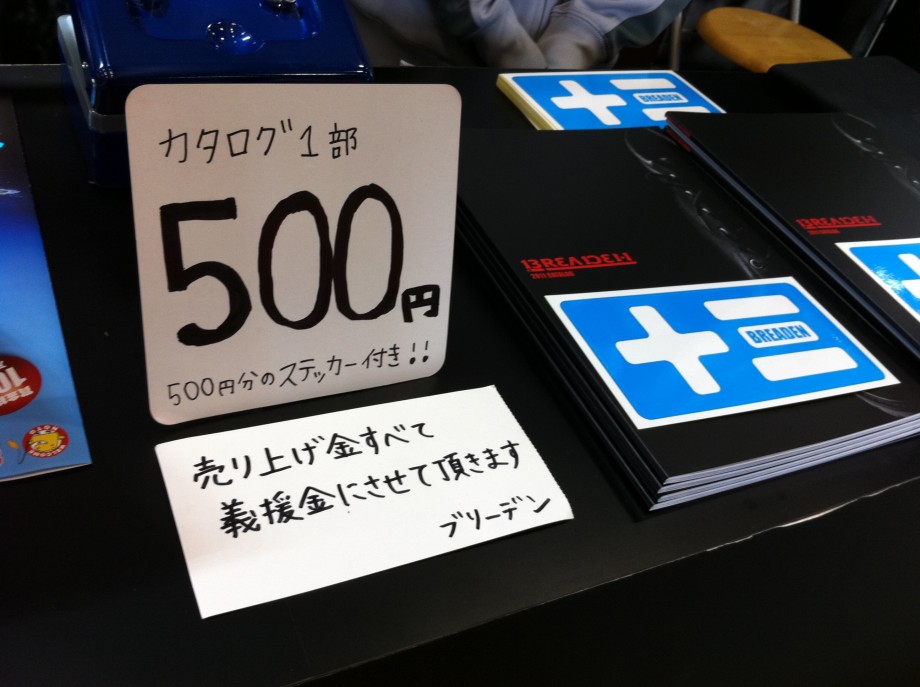 カタログ1部
500円
500円分のステッカー付き!!
売り上げ金すべて
義援金にさせて頂きます
ブリーデン
BREADEN
BREADEN
2011 CATALOG
BREADEN
BREADEN